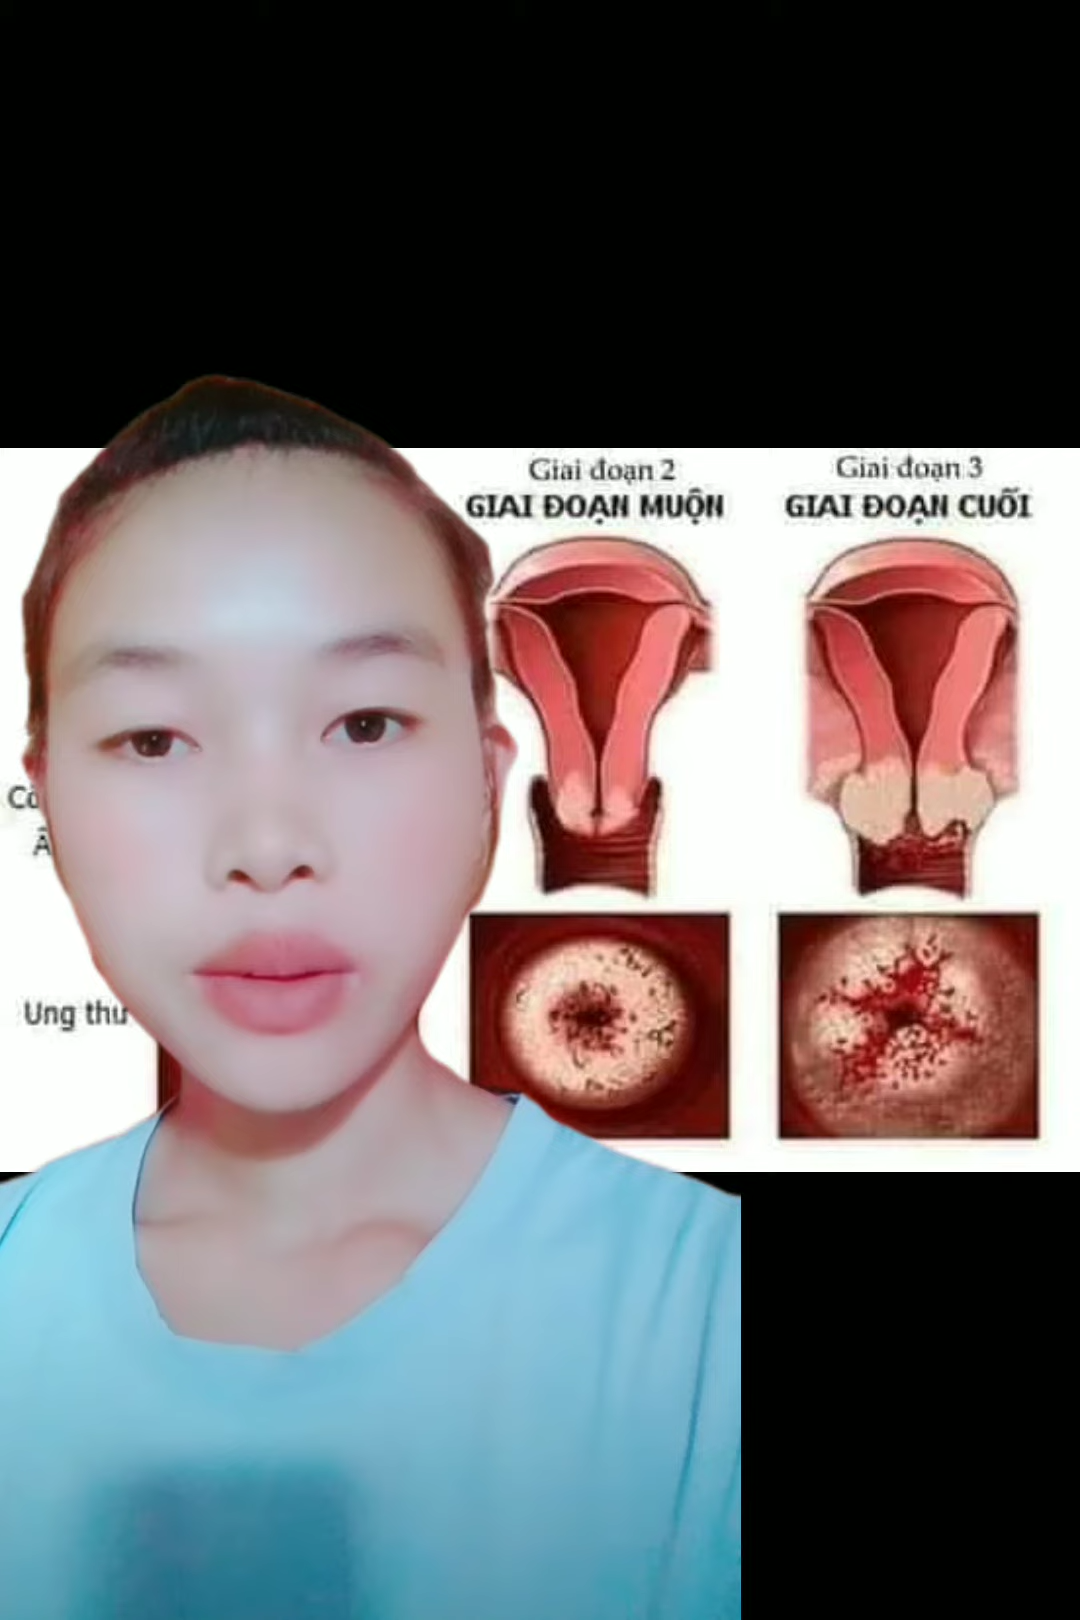 Giai đoạn 2
GIAI ĐOẠN MUỘN
Giai đoạn 3
GIAI ĐOẠN CUỐI
Ung thư